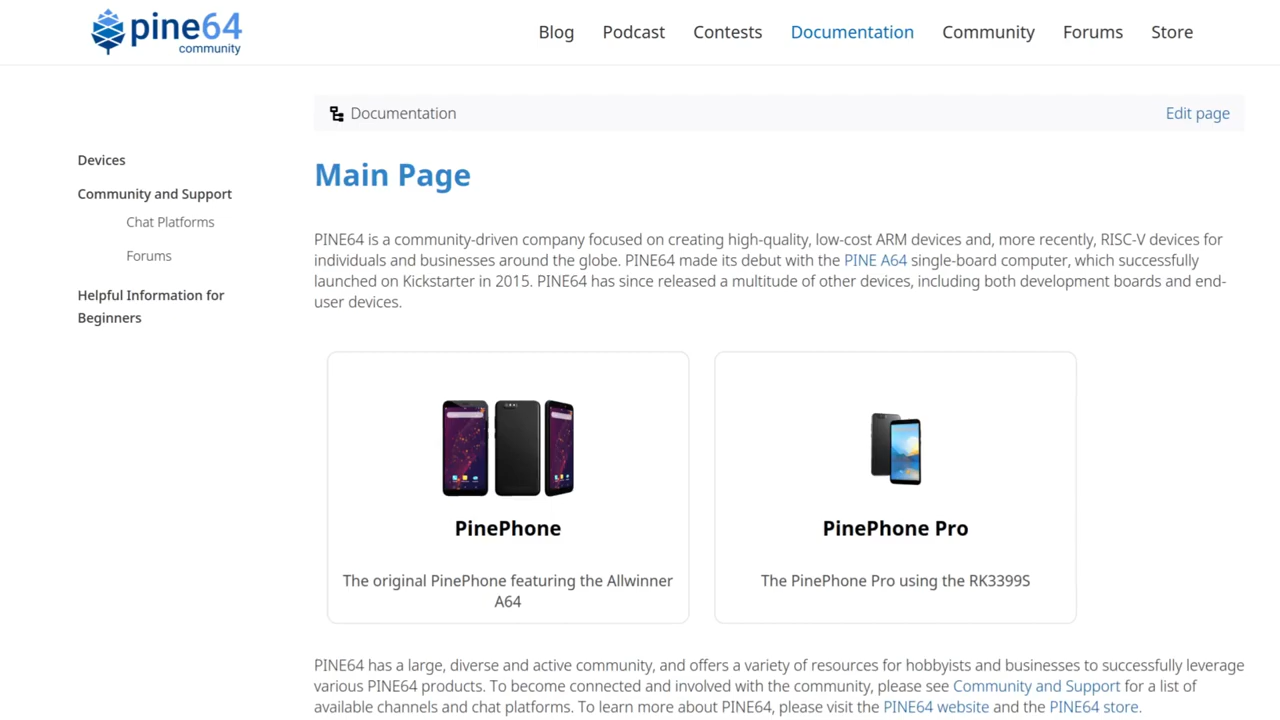 pine64
community
Blog Podcast Contests Documentation Community Forums Store
Documentation Edit page
Devices
Community and Support
Chat Platforms
Forums
Helpful Information for
Beginners
Main Page
PINE64 is a community-driven company focused on creating high-quality, low-cost ARM devices and, more recently, RISC-V devices for
individuals and businesses around the globe. PINE64 made its debut with the PINE A64 single-board computer, which successfully
launched on Kickstarter in 2015. PINE64 has since released a multitude of other devices, including both development boards and end-
user devices.
PinePhone
The original PinePhone featuring the Allwinner
A64
PinePhone Pro
The PinePhone Pro using the RK3399S
PINE64 has a large, diverse and active community, and offers a variety of resources for hobbyists and businesses to successfully leverage
various PINE64 products. To become connected and involved with the community, please see Community and Support for a list of
available channels and chat platforms. To learn more about PINE64, please visit the PINE64 website and the PINE64 store.